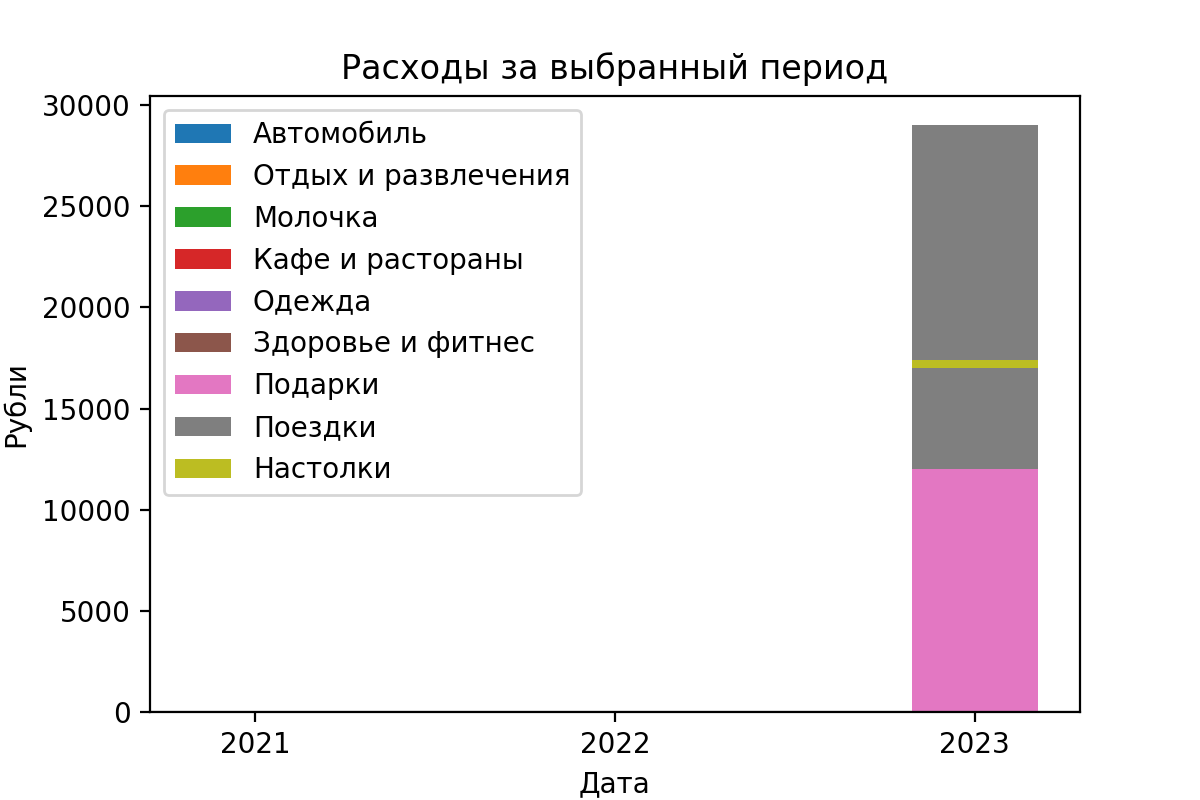 Расходы за выбранный период
30000
25000
20000
15000
10000
5000
0
Рубли
Автомобиль
Отдых и развлечения
Молочка
Кафе и растораны
Одежда
Здоровье и фитнес
Подарки
Поездки
Настолки
2021
2022
2023
Дата